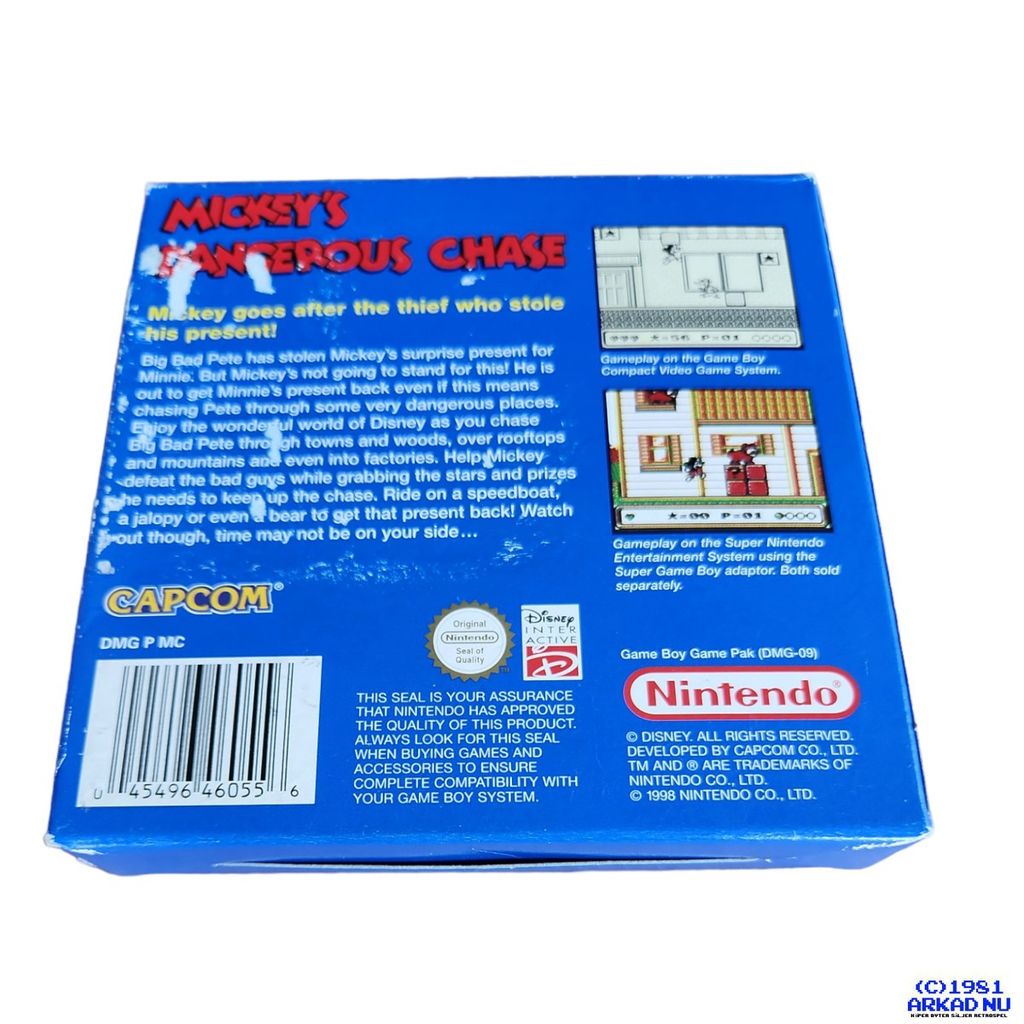 MICKEY'S
DANGEROUS CHASE
Mickey goes after the thief who stole
his present!
Big Bad Pete has stolen Mickey's surprise present for
Minnie. But Mickey's not going to stand for this! He is
out to get Minnie's present back even if this means
chasing Pete through some very dangerous places.
Enjoy the wonderful world of Disney as you chase
Big Bad Pete through towns and woods, over rooftops
and mountains and even into factories. Help Mickey
defeat the bad guys while grabbing the stars and prizes
he needs to keep up the chase. Ride on a speedboat,
a jalopy or even a bear to get that present back! Watch
out though, time may not be on your side...
★=56 P=01
Gameplay on the Game Boy
Compact Video Game System.
★=00 P=01
Gameplay on the Super Nintendo
Entertainment System using the
Super Game Boy adaptor. Both sold
separately.
CAPCOM®
DMG P MC
U 45496 46055 6
Original
Nintendo
Seal of
Quality
TM
Disney
INTER
ACTIVE
D
THIS SEAL IS YOUR ASSURANCE
THAT NINTENDO HAS APPROVED
THE QUALITY OF THIS PRODUCT.
ALWAYS LOOK FOR THIS SEAL
WHEN BUYING GAMES AND
ACCESSORIES TO ENSURE
COMPLETE COMPATIBILITY WITH
YOUR GAME BOY SYSTEM.
Game Boy Game Pak (DMG-09)
Nintendo®
© DISNEY. ALL RIGHTS RESERVED.
DEVELOPED BY CAPCOM CO., LTD.
TM AND ® ARE TRADEMARKS OF
NINTENDO CO., LTD.
© 1998 NINTENDO CO., LTD.
(C)1981
ARKAD NU
KÖPER BYTER SÄLJER RETROSPEL